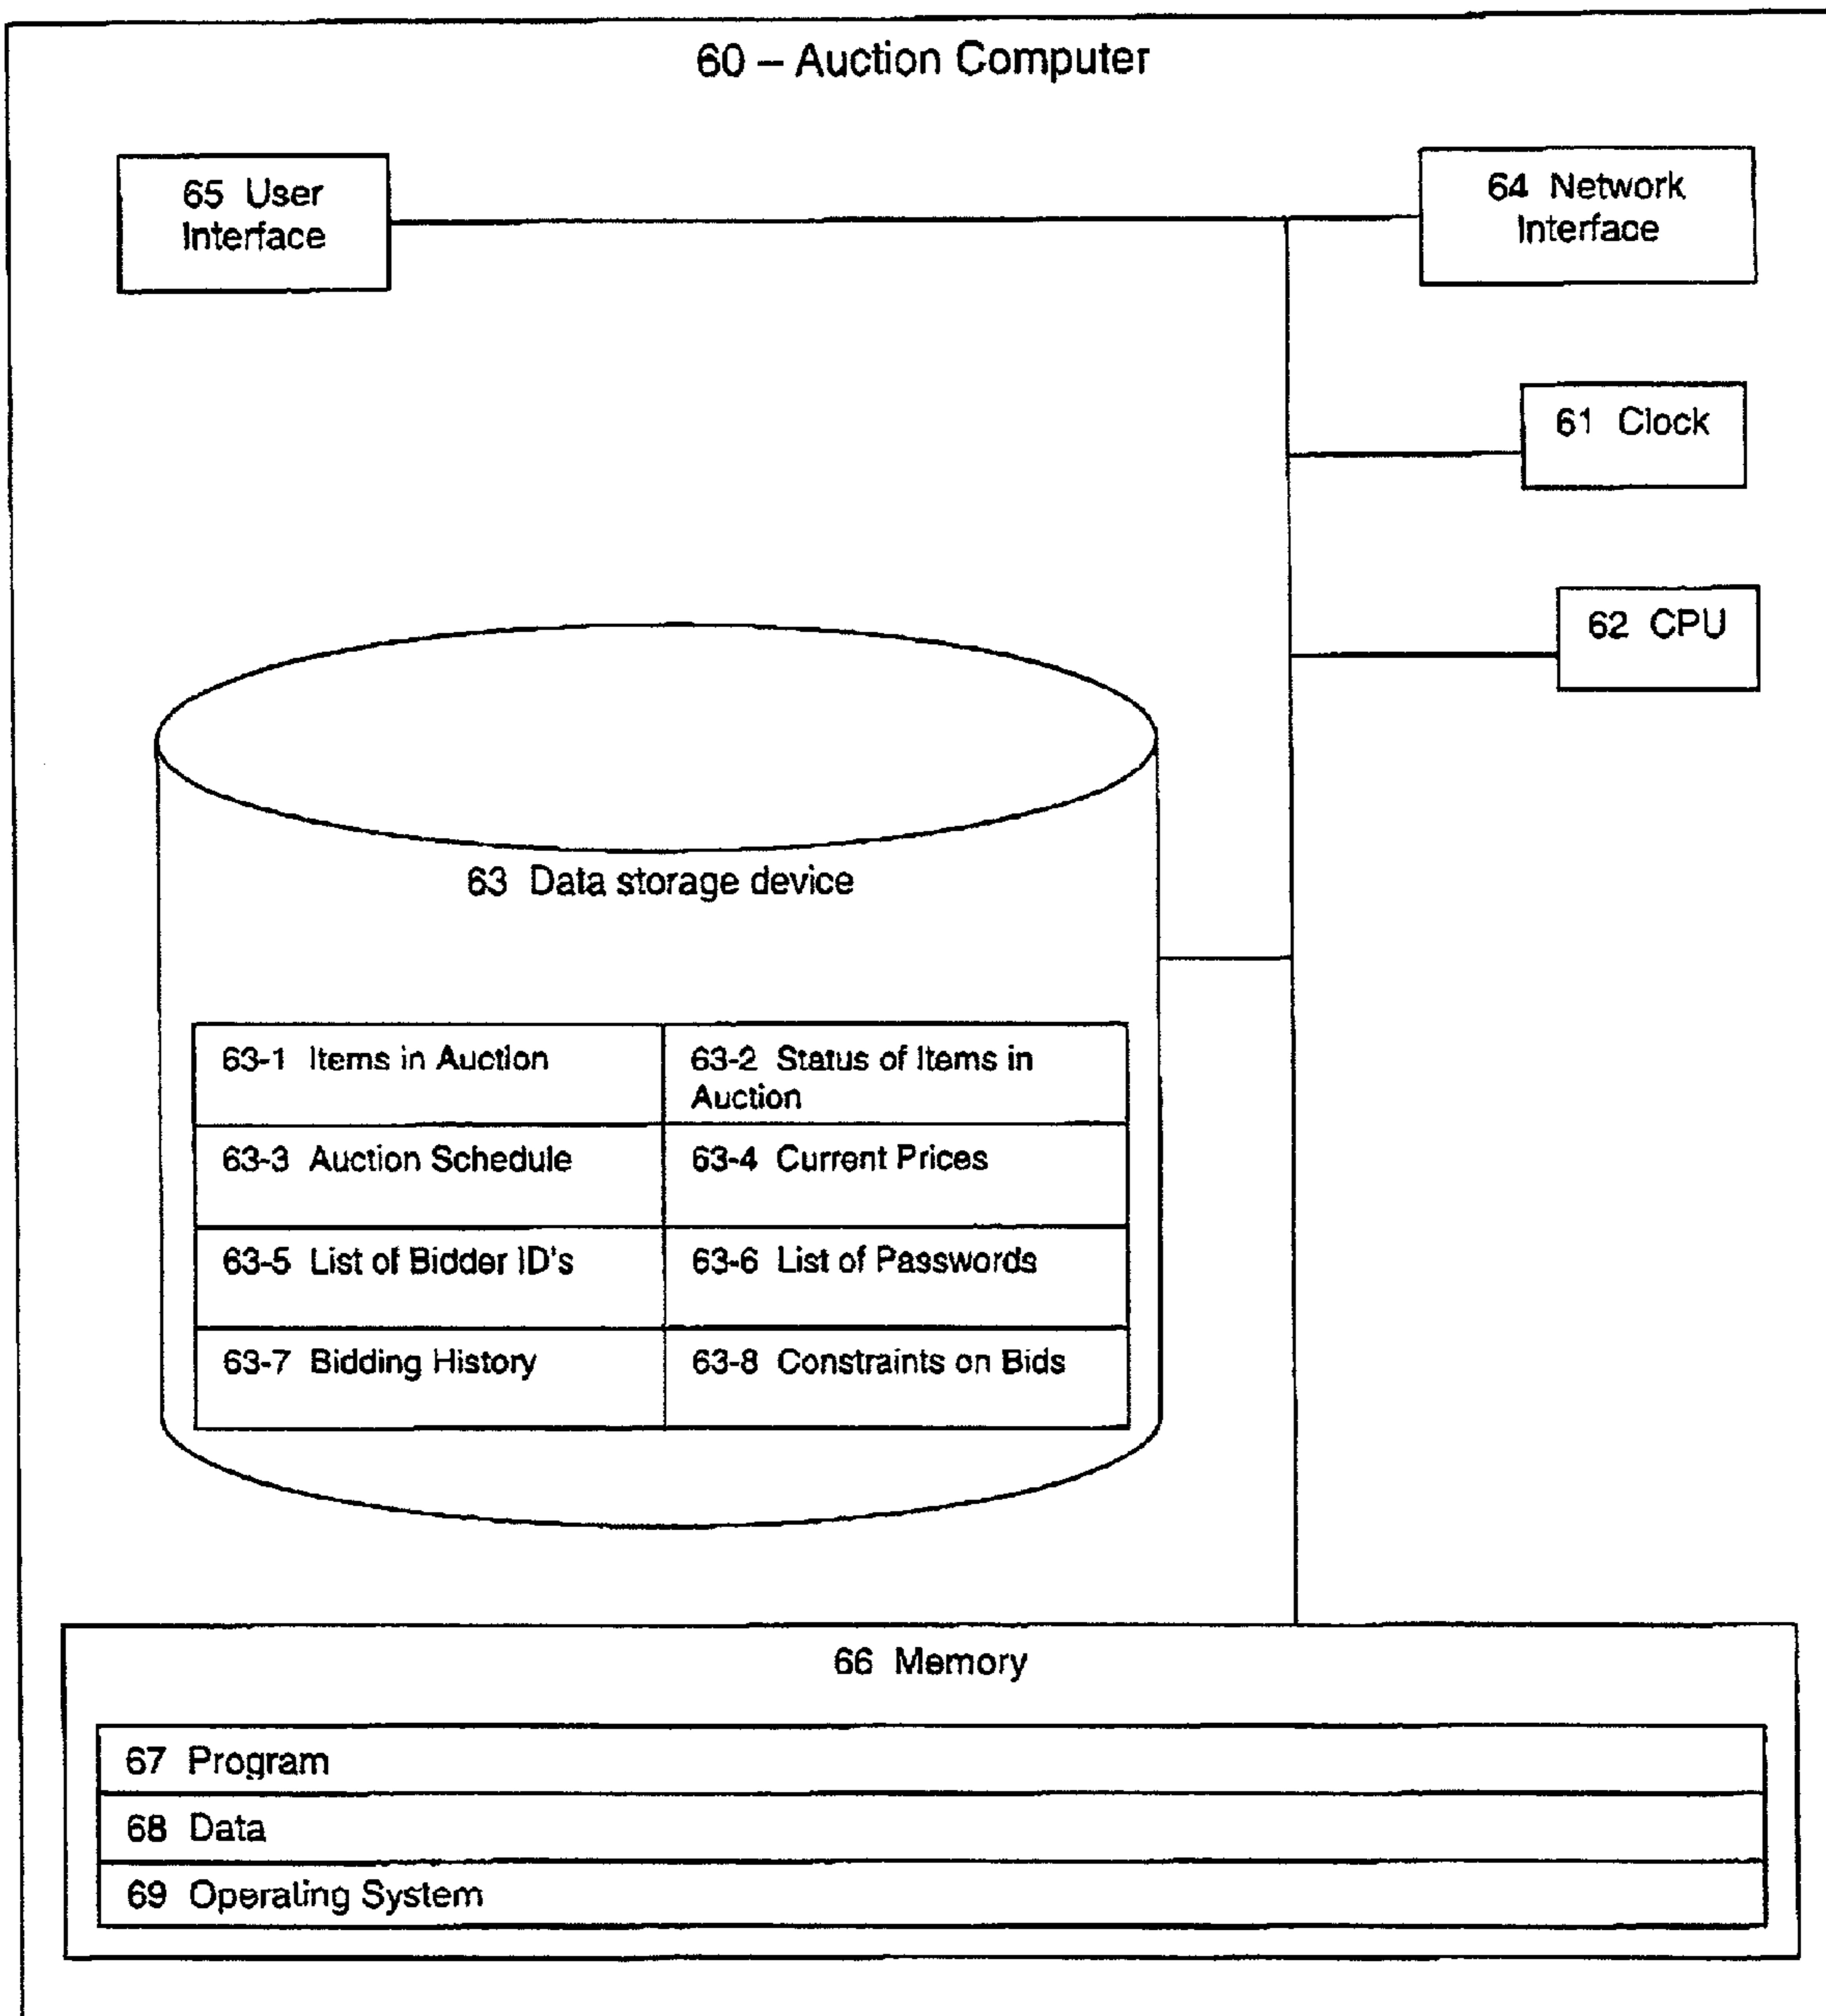 60 – Auction Computer
65 User
Interface
64 Network
Interface
61 Clock
62 CPU
63 Data storage device
63-1 Items in Auction
63-2 Status of Items in
Auction
63-3 Auction Schedule
63-4 Current Prices
63-5 List of Bidder ID's
63-6 List of Passwords
63-7 Bidding History
63-8 Constraints on Bids
66 Memory
67 Program
68 Data
69 Operating System